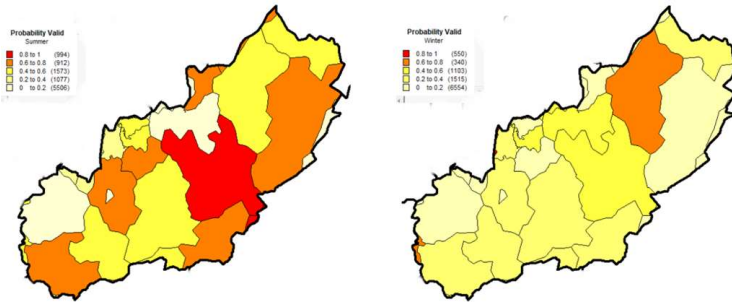 Probability Valid
Summer
0.8 to 1 (994)
0.6 to 0.8 (912)
0.4 to 0.6 (1573)
0.2 to 0.4 (1077)
0 to 0.2 (5506)
Probability Valid
Winter
0.8 to 1 (550)
0.6 to 0.8 (340)
0.4 to 0.6 (1103)
0.2 to 0.4 (1515)
0 to 0.2 (6554)